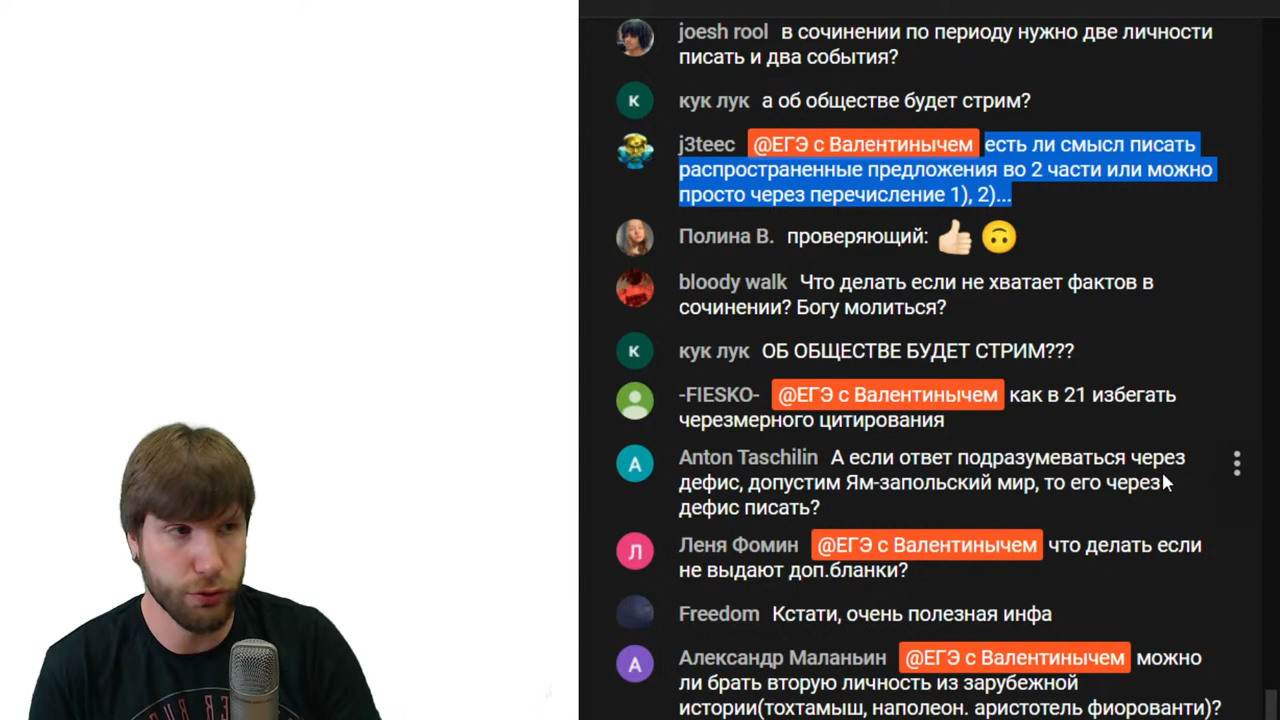 joesh rool в сочинении по периоду нужно две личности
писать и два события?
К
кук лук а об обществе будет стрим?
j3teec @ЕГЭ с Валентинычем есть ли смысл писать
распространенные предложения во 2 части или можно
просто через перечисление 1), 2)...
Полина В. проверяющий: 👍🏻 🙃
bloody walk Что делать если не хватает фактов в
сочинении? Богу молиться?
К
кук лук ОБ ОБЩЕСТВЕ БУДЕТ СТРИМ???
-FIESKO- @ЕГЭ с Валентинычем как в 21 избегать
черезмерного цитирования
A
Anton Taschilin А если ответ подразумеваться через
дефис, допустим Ям-запольский мир, то его через
дефис писать?
Л
Леня Фомин @ЕГЭ с Валентинычем что делать если
не выдают доп.бланки?
Freedom Кстати, очень полезная инфа
А
Александр Маланьин @ЕГЭ с Валентинычем можно
ли брать вторую личность из зарубежной
истории(тохтамыш, наполеон. аристотель фиорованти)?